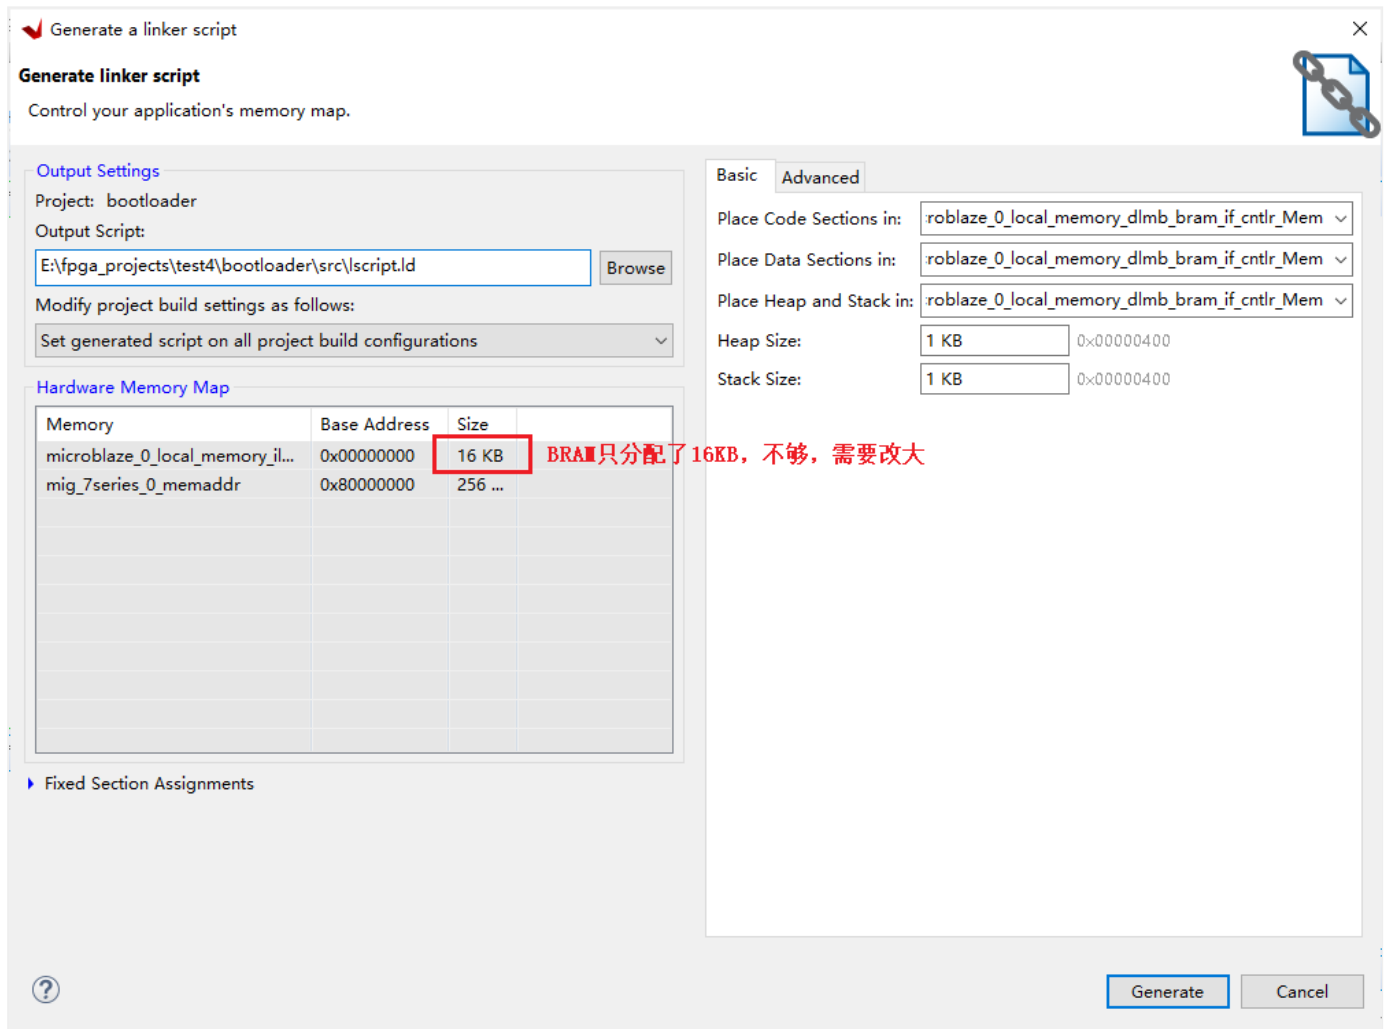 Generate a linker script
Generate linker script
Control your application's memory map.
Output Settings
Project: bootloader
Output Script:
E:\fpga_projects\test4\bootloader\src\lscript.ld
Browse
Modify project build settings as follows:
Set generated script on all project build configurations
Hardware Memory Map
Memory Base Address Size
microblaze_0_local_memory_il... 0x00000000 16 KB
BRAM只分配了16KB，不够，需要改大
mig_7series_0_memaddr 0x80000000 256 ...
Fixed Section Assignments
Basic Advanced
Place Code Sections in: roblaze_0_local_memory_dlmb_bram_if_cntlr_Mem
Place Data Sections in: roblaze_0_local_memory_dlmb_bram_if_cntlr_Mem
Place Heap and Stack in: roblaze_0_local_memory_dlmb_bram_if_cntlr_Mem
Heap Size: 1 KB 0x00000400
Stack Size: 1 KB 0x00000400
?
Generate Cancel